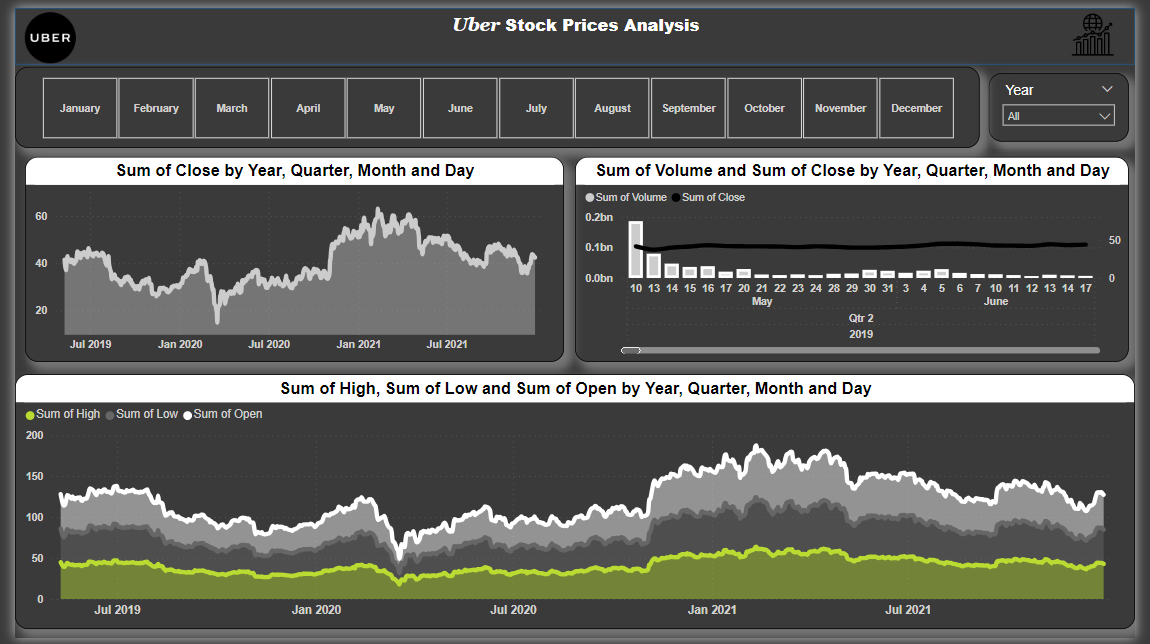 UBER
Uber Stock Prices Analysis
January February March April May June July August September October November December
Year
All
Sum of Close by Year, Quarter, Month and Day
60
40
20
Jul 2019 Jan 2020 Jul 2020 Jan 2021 Jul 2021
Sum of Volume and Sum of Close by Year, Quarter, Month and Day
Sum of Volume Sum of Close
0.2bn
0.1bn 50
0.0bn 0
10 13 14 15 16 17 20 21 22 23 24 28 29 30 31 3 4 5 6 7 10 11 12 13 14 17
May June
Qtr 2
2019
Sum of High, Sum of Low and Sum of Open by Year, Quarter, Month and Day
Sum of High Sum of Low Sum of Open
200
150
100
50
0
Jul 2019 Jan 2020 Jul 2020 Jan 2021 Jul 2021